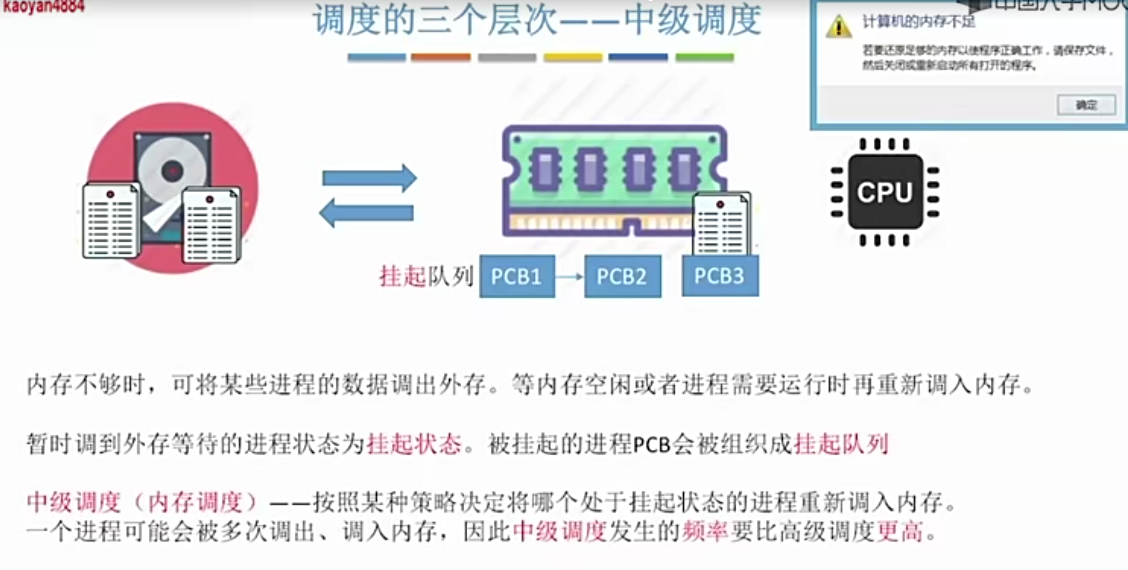 kaoyan4884
调度的三个层次——中级调度
计算机的内存不足
若要还原足够的内存以使程序正确工作，请保存文件，
然后关闭或重新启动所有打开的程序。
确定
CPU
挂起队列
PCB1
PCB2
PCB3
内存不够时，可将某些进程的数据调出外存。等内存空闲或者进程需要运行时再重新调入内存。
暂时调到外存等待的进程状态为挂起状态。被挂起的进程PCB会被组织成挂起队列
中级调度（内存调度）——按照某种策略决定将哪个处于挂起状态的进程重新调入内存。
一个进程可能会被多次调出、调入内存，因此中级调度发生的频率要比高级调度更高。